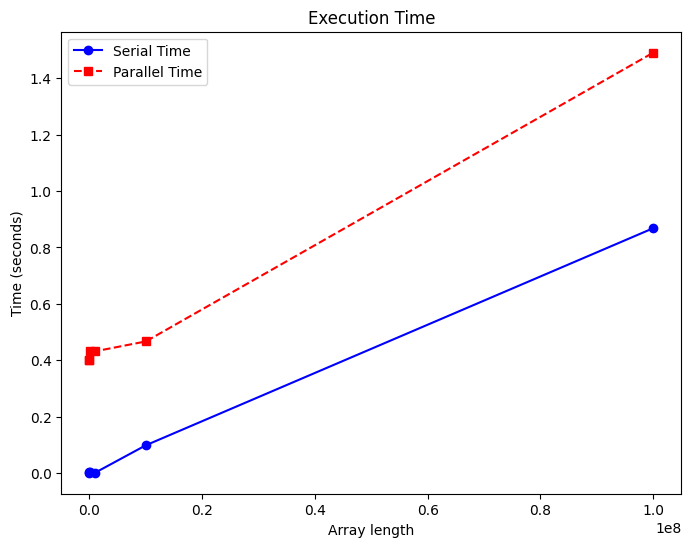 Execution Time
Serial Time
Parallel Time
Time (seconds)
1.4
1.2
1.0
0.8
0.6
0.4
0.2
0.0
0.0 0.2 0.4 0.6 0.8 1.0
1e8
Array length